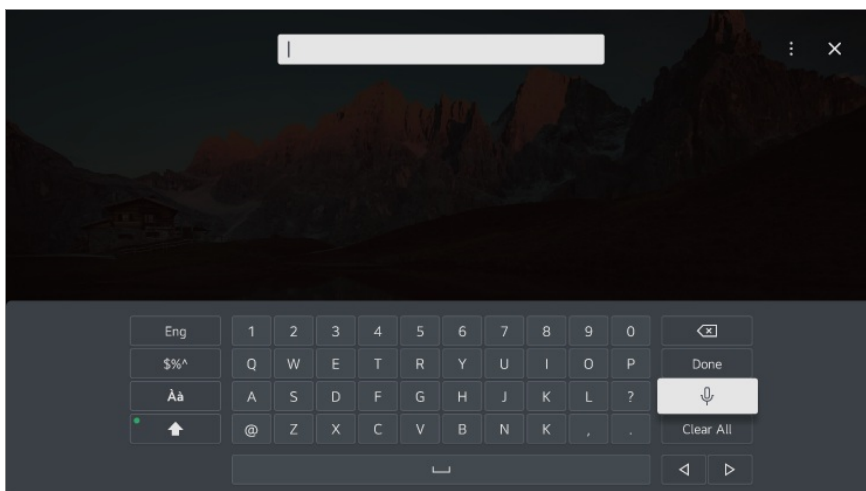 Eng 1 2 3 4 5 6 7 8 9 0
$%^ Q W E T R Y U I O P Done
Àà A S D F G H J K L ?
@ Z X C V B N K , . Clear All